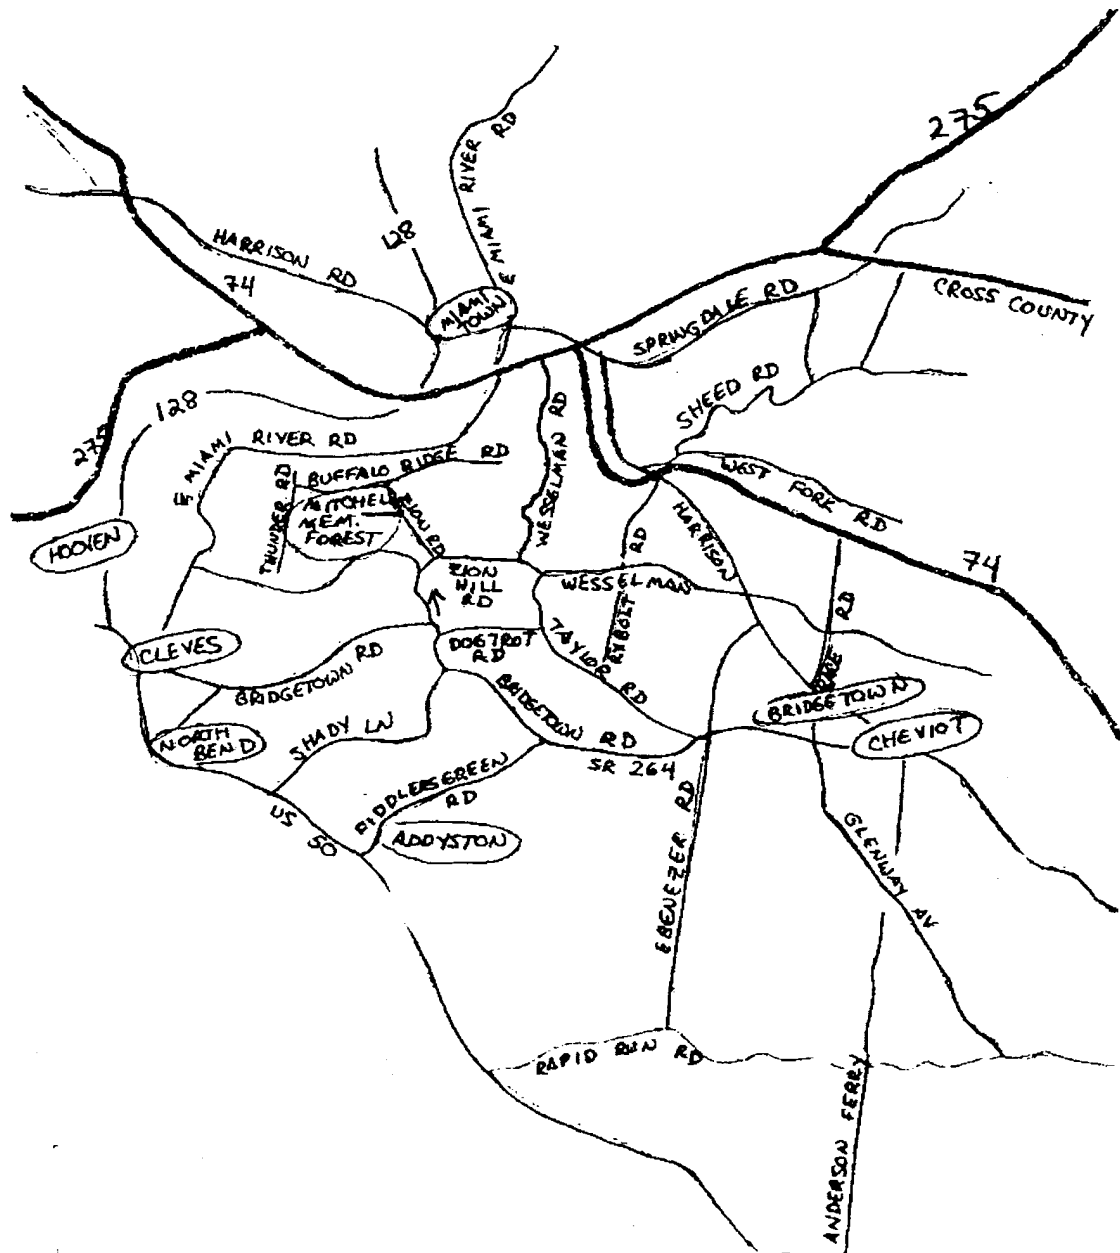 275
MIAMI RIVER RD
E
128
HARRISON RD
74
MIAMI
TOWN
CROSS COUNTY
SPRINGDALE RD
SHEED RD
128
275
E MIAMI RIVER RD
WESSELMAN RD
BUFFALO RIDGE RD
THUNDER RD
MITCHELL
MEM.
FOREST
ZION RD
WEST FORK RD
HARRISON
74
HOOVEN
ZION
HILL
RD
WESSELMAN
RYBOLT RD
RACE RD
CLEVES
DOGTROT
RD
TAYLOR RD
BRIDGETOWN RD
BRIDGETOWN RD
SR 264
BRIDGETOWN
CHEVIOT
NORTH
BEND
SHADY LN
FIDDLERSGREEN
RD
US 50
ADDYSTON
EBENEZER RD
GLENWAY AV
RAPID RUN RD
ANDERSON FERRY